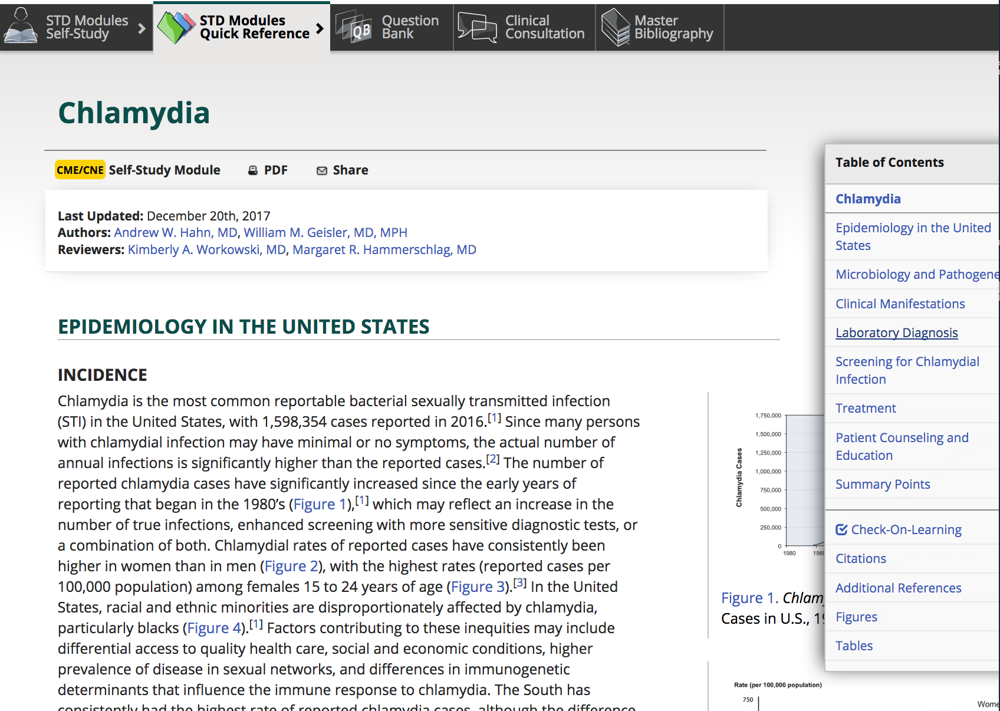 STD Modules
Self-Study
STD Modules
Quick Reference
QB
Question
Bank
Clinical
Consultation
Master
Bibliography
Chlamydia
CME/CNE Self-Study Module PDF Share
Last Updated: December 20th, 2017
Authors: Andrew W. Hahn, MD, William M. Geisler, MD, MPH
Reviewers: Kimberly A. Workowski, MD, Margaret R. Hammerschlag, MD
EPIDEMIOLOGY IN THE UNITED STATES
INCIDENCE
Chlamydia is the most common reportable bacterial sexually transmitted infection
(STI) in the United States, with 1,598,354 cases reported in 2016.[1] Since many persons
with chlamydial infection may have minimal or no symptoms, the actual number of
annual infections is significantly higher than the reported cases.[2] The number of
reported chlamydia cases have significantly increased since the early years of
reporting that began in the 1980’s (Figure 1),[1] which may reflect an increase in the
number of true infections, enhanced screening with more sensitive diagnostic tests, or
a combination of both. Chlamydial rates of reported cases have consistently been
higher in women than in men (Figure 2), with the highest rates (reported cases per
100,000 population) among females 15 to 24 years of age (Figure 3).[3] In the United
States, racial and ethnic minorities are disproportionately affected by chlamydia,
particularly blacks (Figure 4).[1] Factors contributing to these inequities may include
differential access to quality health care, social and economic conditions, higher
prevalence of disease in sexual networks, and differences in immunogenetic
determinants that influence the immune response to chlamydia. The South has
consistently had the highest rate of reported chlamydia cases, although the difference
Chlamydia Cases
1,750,000
1,500,000
1,250,000
1,000,000
750,000
500,000
250,000
0
1980 1985
Figure 1. Chlam
Cases in U.S., 19
Rate (per 100,000 population)
750
Wome
Table of Contents
Chlamydia
Epidemiology in the United
States
Microbiology and Pathogene
Clinical Manifestations
Laboratory Diagnosis
Screening for Chlamydial
Infection
Treatment
Patient Counseling and
Education
Summary Points
Check-On-Learning
Citations
Additional References
Figures
Tables